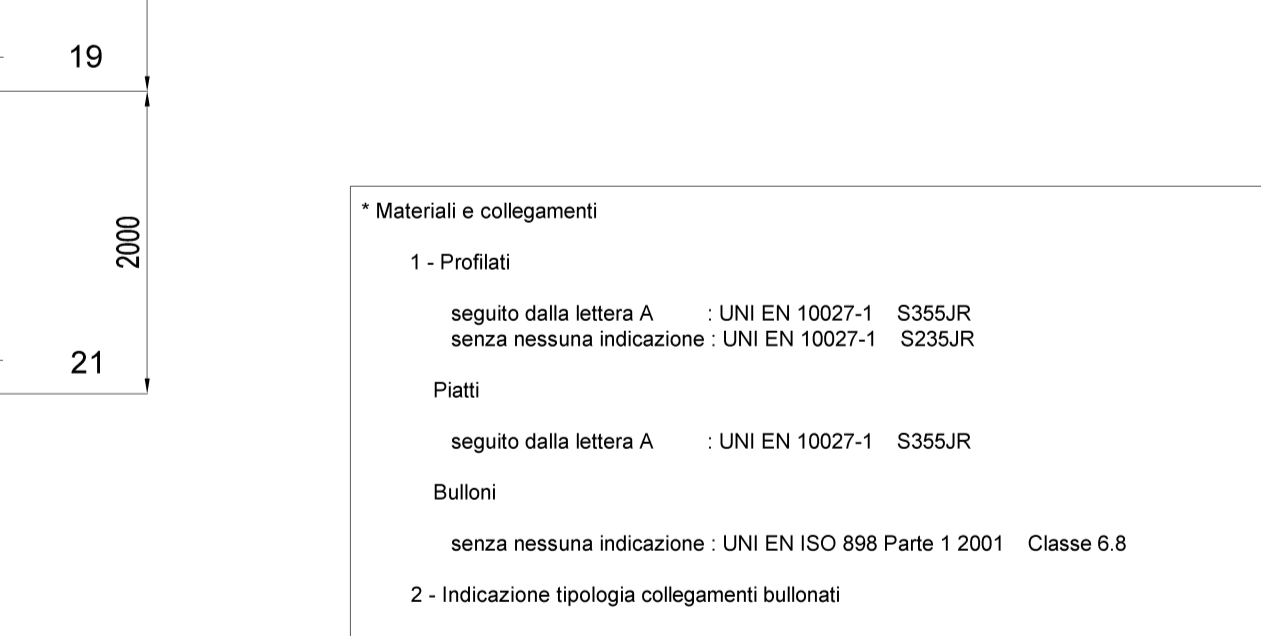 19
2000
21
* Materiali e collegamenti
1 - Profilati
seguito dalla lettera A : UNI EN 10027-1 S355JR
senza nessuna indicazione : UNI EN 10027-1 S235JR
Piatti
seguito dalla lettera A : UNI EN 10027-1 S355JR
Bulloni
senza nessuna indicazione : UNI EN ISO 898 Parte 1 2001 Classe 6.8
2 - Indicazione tipologia collegamenti bullonati